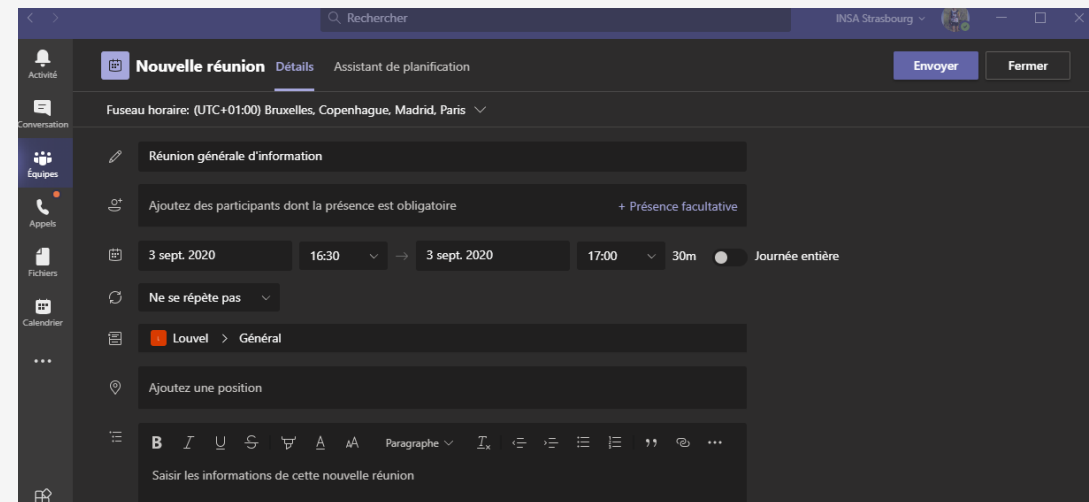 Rechercher
INSA Strasbourg
Activité
Nouvelle réunion Détails Assistant de planification
Envoyer Fermer
Conversation
Fuseau horaire: (UTC+01:00) Bruxelles, Copenhague, Madrid, Paris
Équipes
Réunion générale d'information
Appels
Ajoutez des participants dont la présence est obligatoire + Présence facultative
Fichiers
3 sept. 2020 16:30 → 3 sept. 2020 17:00 30m Journée entière
Calendrier
Ne se répète pas
Louvel > Général
Ajoutez une position
B I U S A AA Paragraphe Tx
Saisir les informations de cette nouvelle réunion